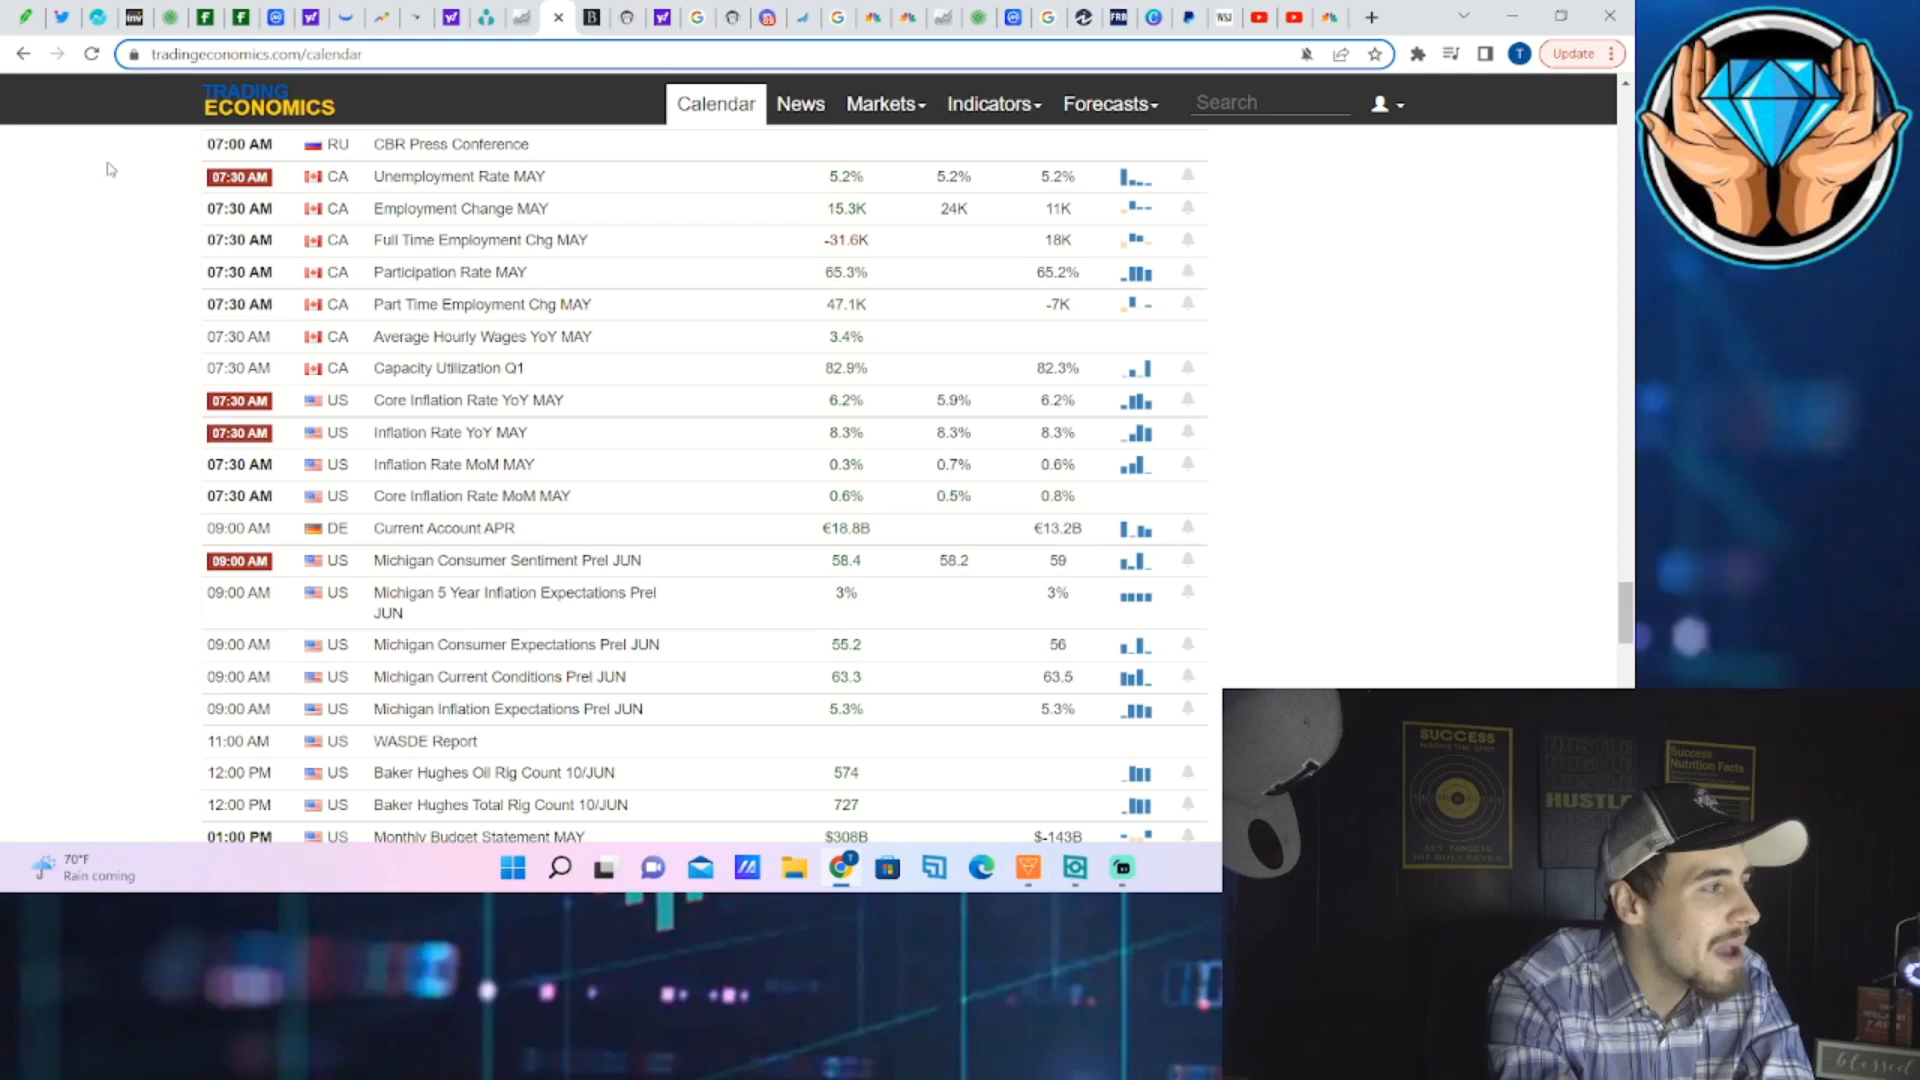 tradingeconomics.com/calendar
Update
TRADING
ECONOMICS
Calendar
News
Markets
Indicators
Forecasts
Search
07:00 AM RU CBR Press Conference
07:30 AM CA Unemployment Rate MAY 5.2% 5.2% 5.2%
07:30 AM CA Employment Change MAY 15.3K 24K 11K
07:30 AM CA Full Time Employment Chg MAY -31.6K 18K
07:30 AM CA Participation Rate MAY 65.3% 65.2%
07:30 AM CA Part Time Employment Chg MAY 47.1K -7K
07:30 AM CA Average Hourly Wages YoY MAY 3.4%
07:30 AM CA Capacity Utilization Q1 82.9% 82.3%
07:30 AM US Core Inflation Rate YoY MAY 6.2% 5.9% 6.2%
07:30 AM US Inflation Rate YoY MAY 8.3% 8.3% 8.3%
07:30 AM US Inflation Rate MoM MAY 0.3% 0.7% 0.6%
07:30 AM US Core Inflation Rate MoM MAY 0.6% 0.5% 0.8%
09:00 AM DE Current Account APR €18.8B €13.2B
09:00 AM US Michigan Consumer Sentiment Prel JUN 58.4 58.2 59
09:00 AM US Michigan 5 Year Inflation Expectations Prel 3% 3%
JUN
09:00 AM US Michigan Consumer Expectations Prel JUN 55.2 56
09:00 AM US Michigan Current Conditions Prel JUN 63.3 63.5
09:00 AM US Michigan Inflation Expectations Prel JUN 5.3% 5.3%
11:00 AM US WASDE Report
12:00 PM US Baker Hughes Oil Rig Count 10/JUN 574
12:00 PM US Baker Hughes Total Rig Count 10/JUN 727
01:00 PM US Monthly Budget Statement MAY $308B $-143B
70°F
Rain coming
SUCCESS
HUSTLE
Success
Nutrition Facts
blessed